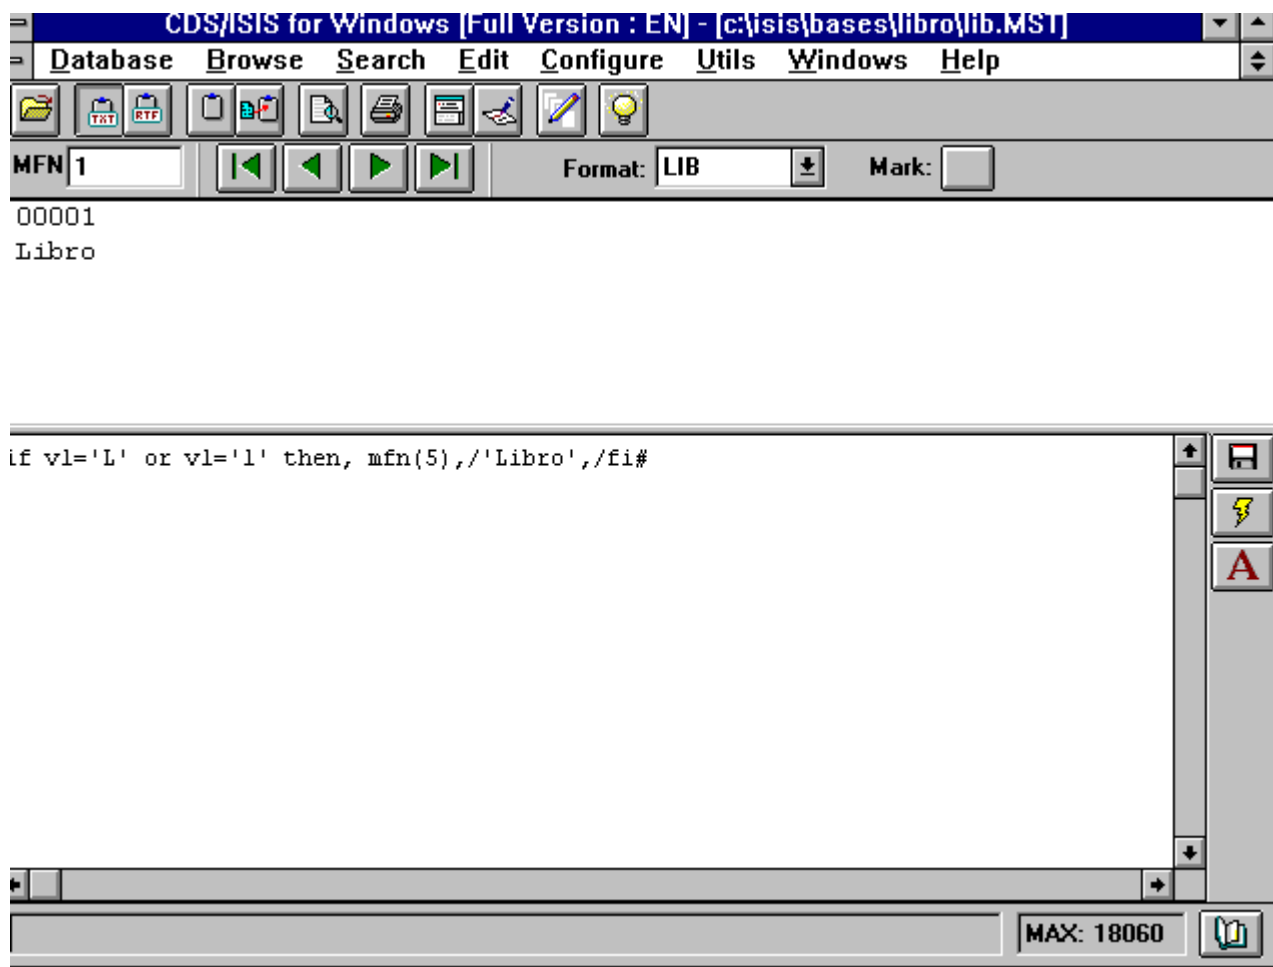 CDS/ISIS for Windows [Full Version : EN] - [c:\isis\bases\libro\lib.MST]
Database Browse Search Edit Configure Utils Windows Help
TXT RTF
MFN 1 Format: LIB Mark:
00001
Libro
if v1='L' or v1='l' then, mfn(5),/'Libro',/fi#
A
MAX: 18060